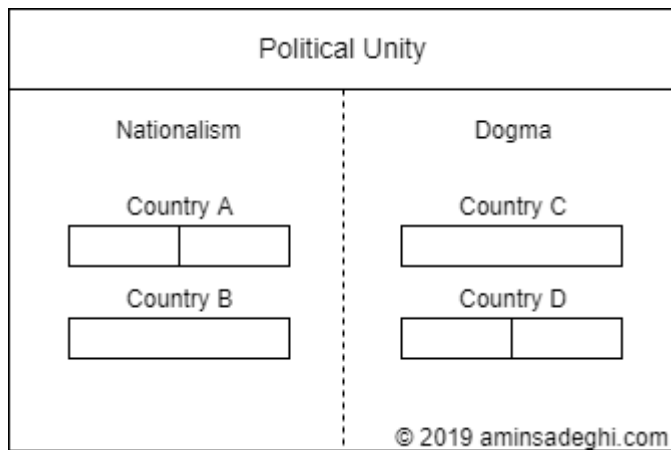 Political Unity
Nationalism
Country A
Country B
Dogma
Country C
Country D
© 2019 aminsadeghi.com